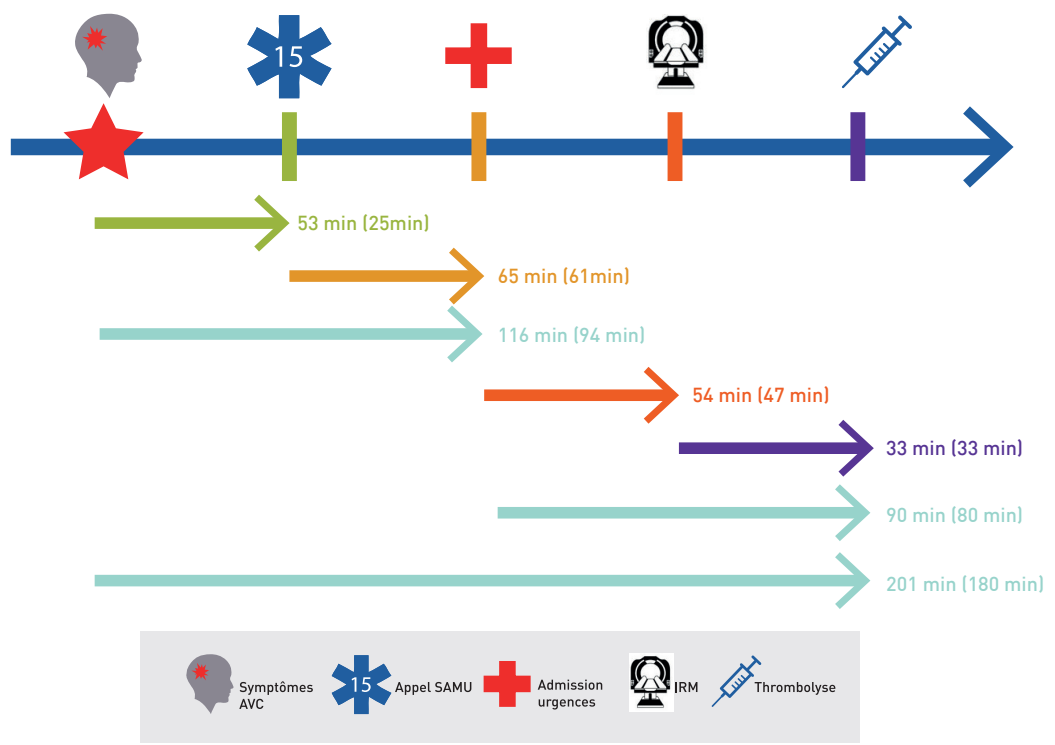 15
53 min (25min)
65 min (61min)
116 min (94 min)
54 min (47 min)
33 min (33 min)
90 min (80 min)
201 min (180 min)
Symptômes
AVC
15
Appel SAMU
Admission
urgences
IRM
Thrombolyse